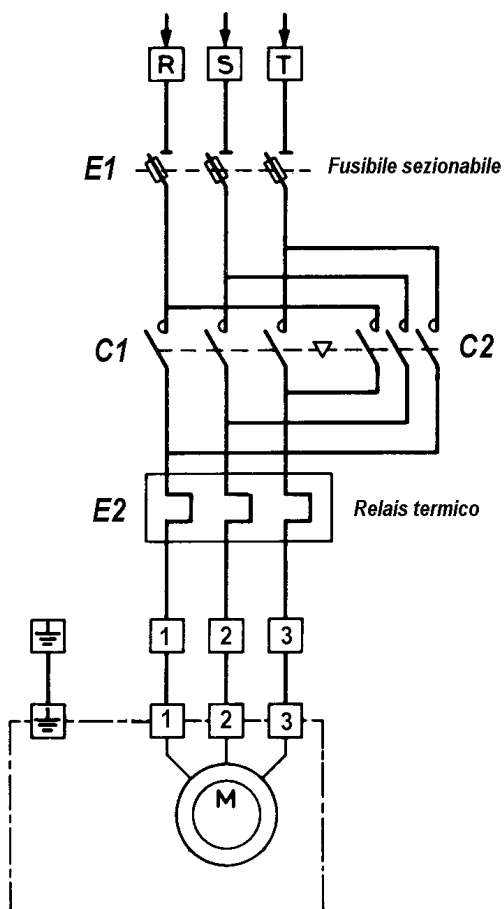 R S T
E1 Fusibile sezionabile
C1 C2
E2 Relais termico
1 2 3
1 2 3
M